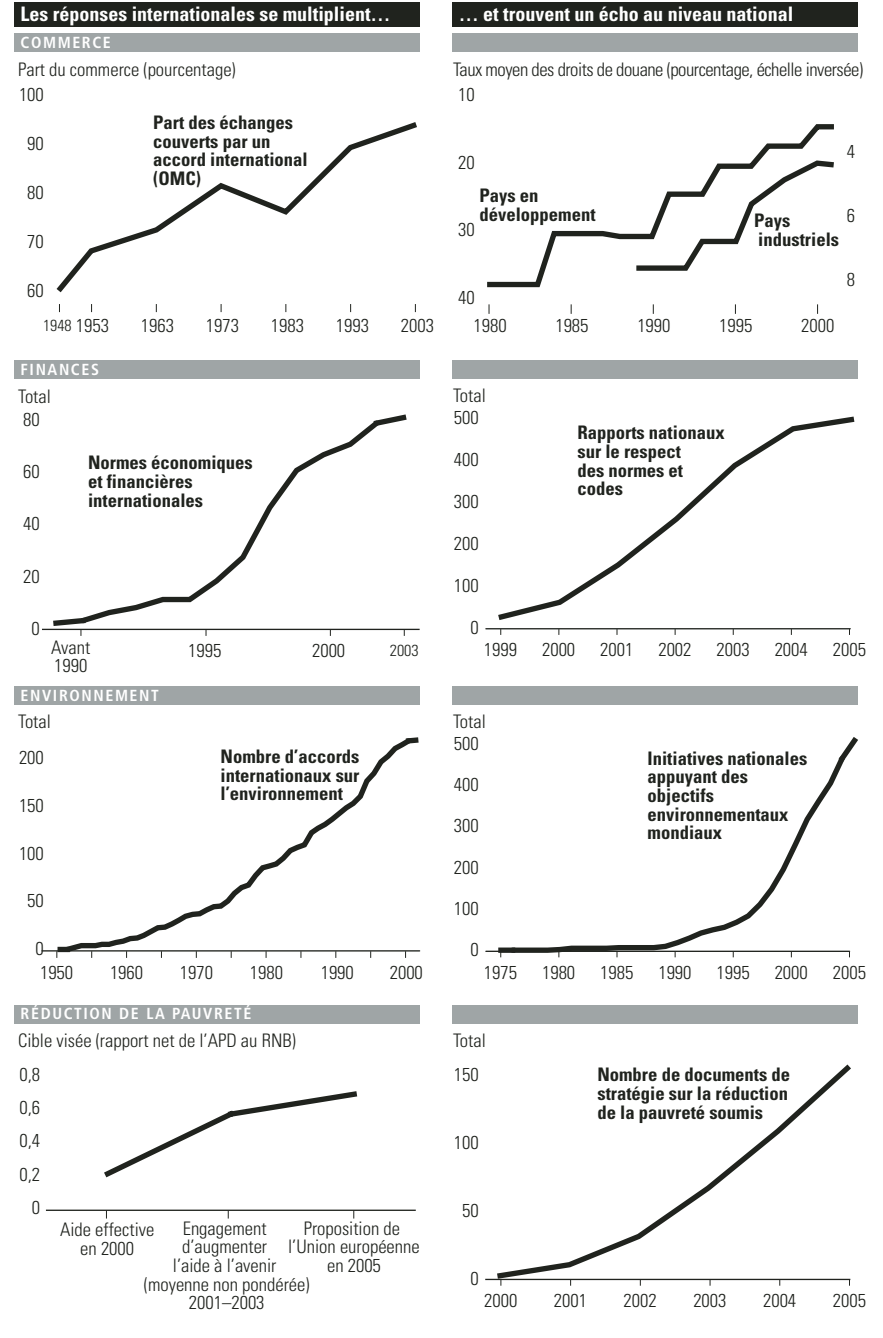 Les réponses internationales se multiplient…
… et trouvent un écho au niveau national
COMMERCE
Part du commerce (pourcentage)
100
90
80
70
60
Part des échanges
couverts par un
accord international
(OMC)
1948 1953 1963 1973 1983 1993 2003
Taux moyen des droits de douane (pourcentage, échelle inversée)
10
20
30
40
Pays en
développement
Pays
industriels
4
6
8
1980 1985 1990 1995 2000
FINANCES
Total
80
60
40
20
0
Normes économiques
et financières
internationales
Avant
1990
1995 2000 2003
Total
500
400
300
200
100
0
Rapports nationaux
sur le respect
des normes et
codes
1999 2000 2001 2002 2003 2004 2005
ENVIRONNEMENT
Total
200
150
100
50
0
Nombre d'accords
internationaux sur
l'environnement
1950 1960 1970 1980 1990 2000
Total
500
400
300
200
100
0
Initiatives nationales
appuyant des
objectifs
environnementaux
mondiaux
1975 1980 1985 1990 1995 2000 2005
RÉDUCTION DE LA PAUVRETÉ
Cible visée (rapport net de l'APD au RNB)
0,8
0,6
0,4
0,2
0
Aide effective
en 2000
Engagement
d'augmenter
l'aide à l'avenir
(moyenne non pondérée)
2001–2003
Proposition de
l'Union européenne
en 2005
Total
150
100
50
0
Nombre de documents de
stratégie sur la réduction
de la pauvreté soumis
2000 2001 2002 2003 2004 2005